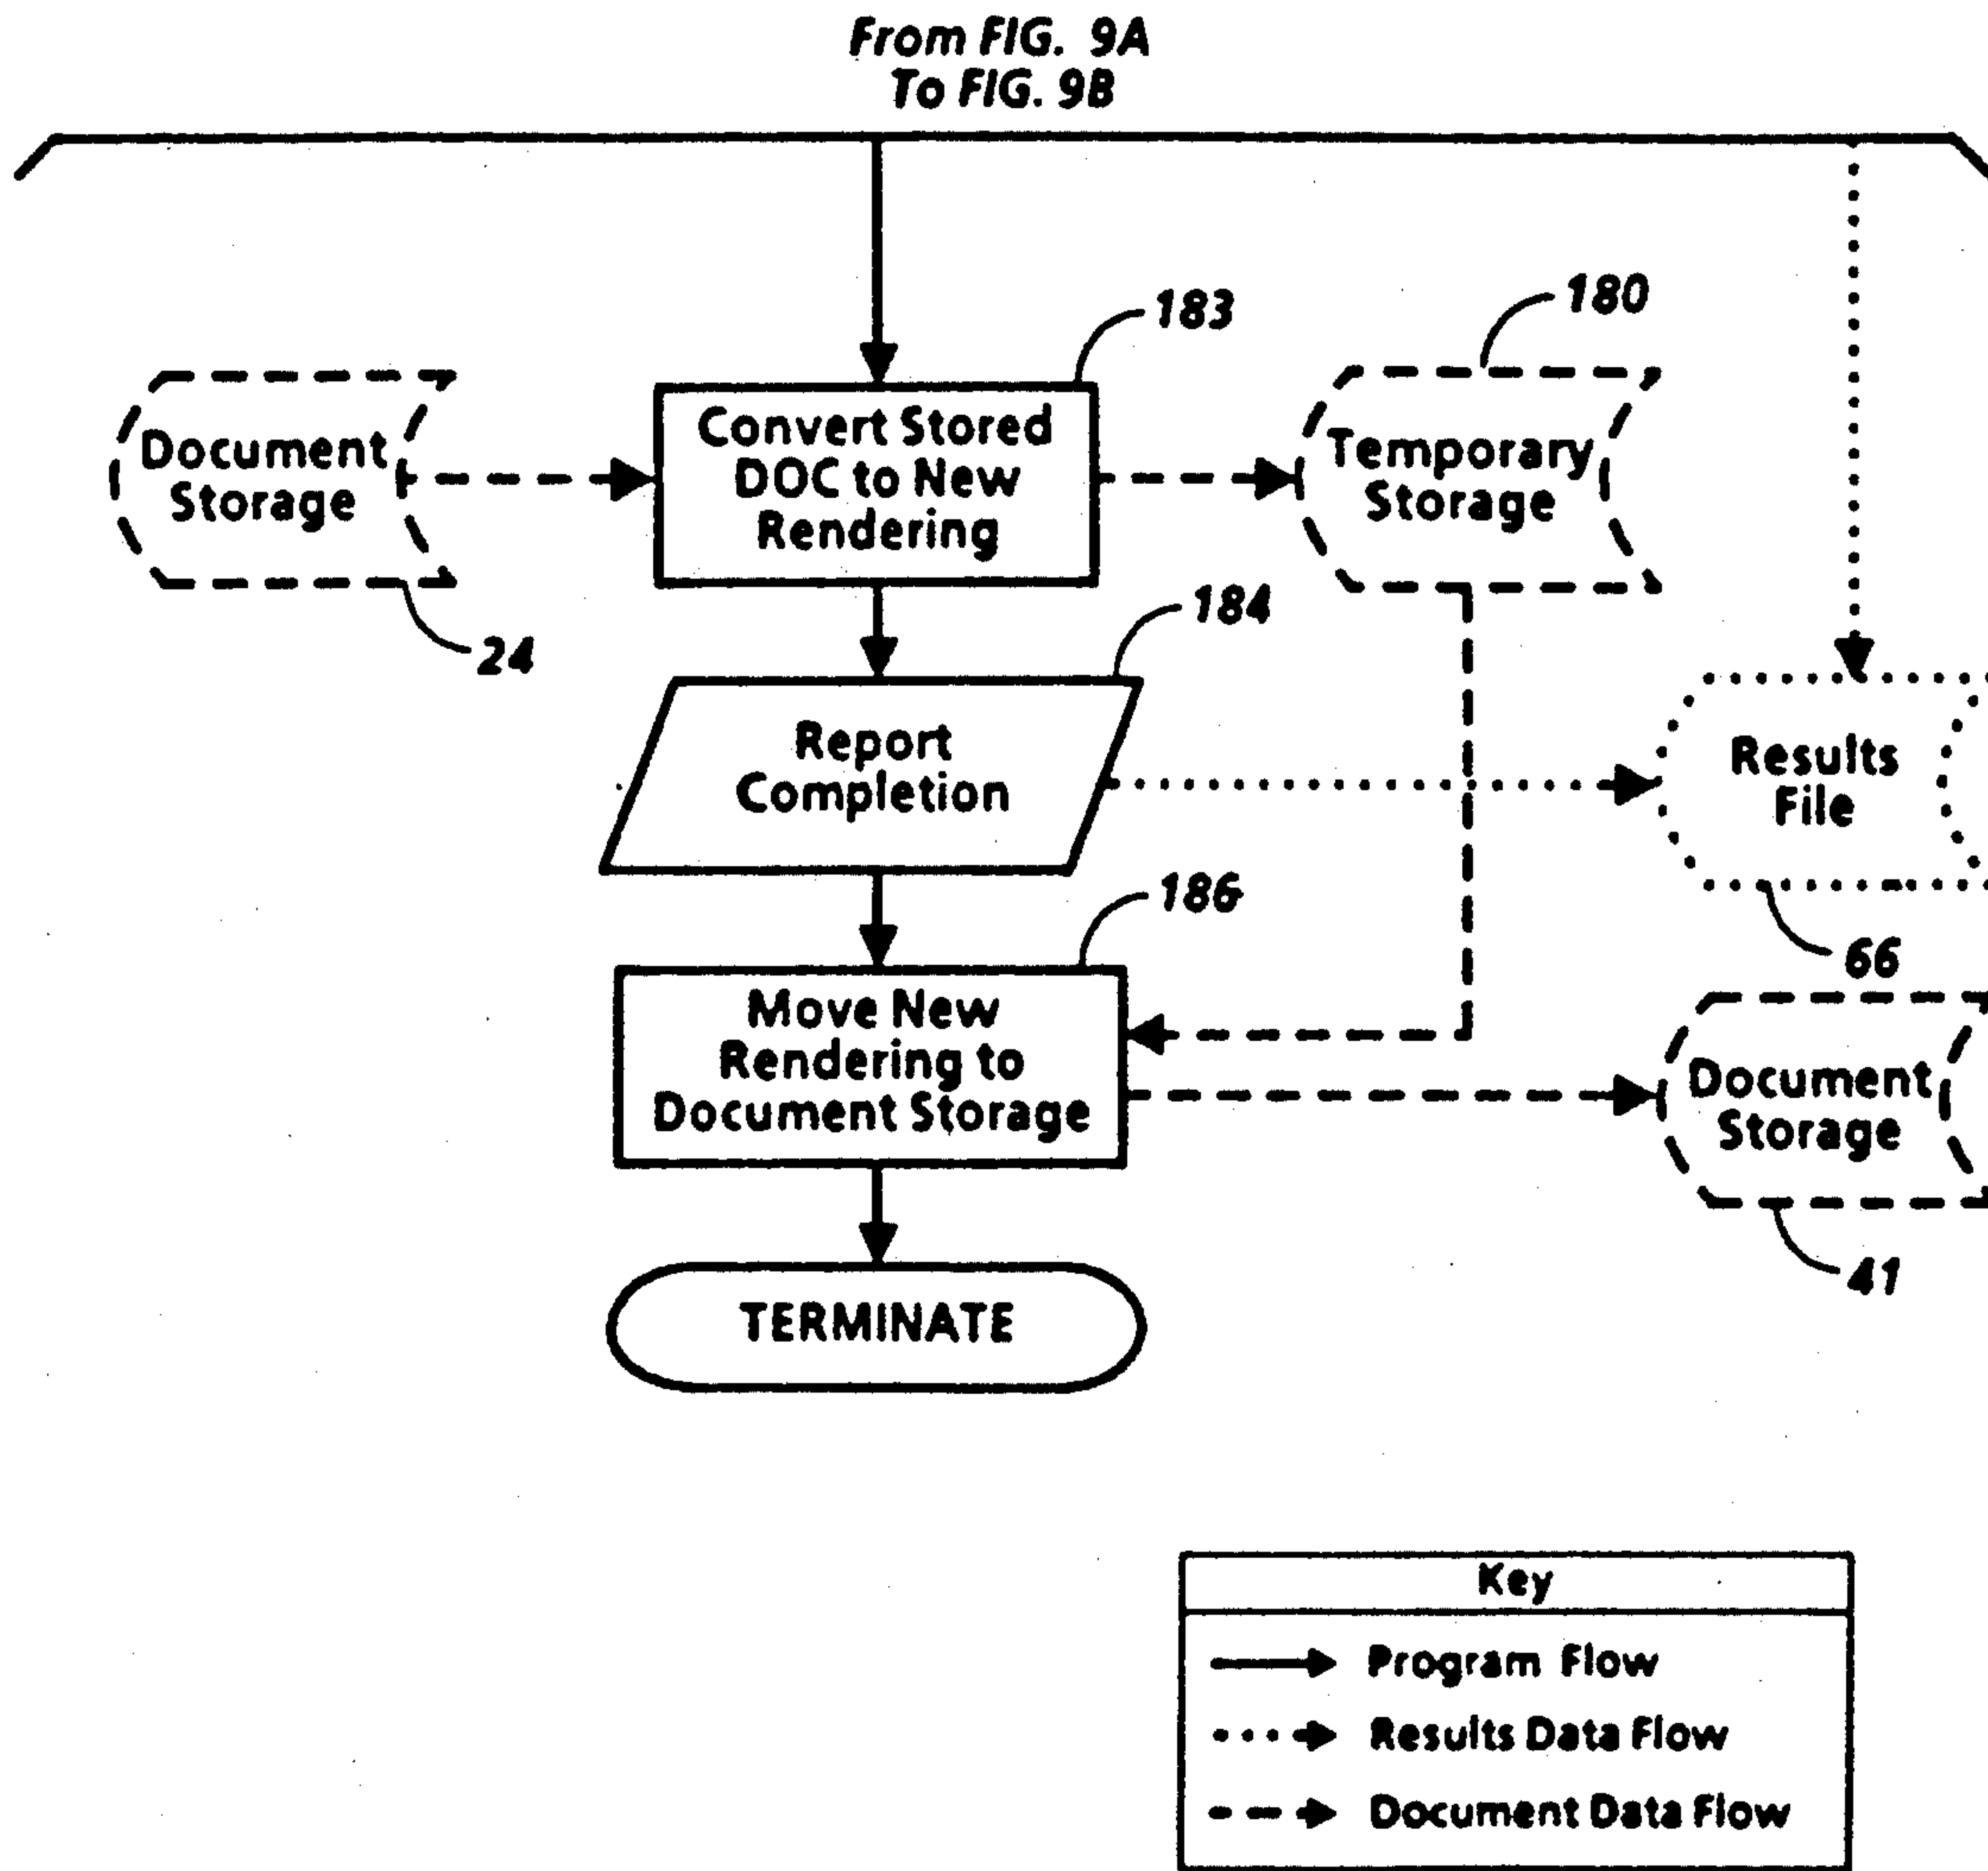 From FIG. 9A
To FIG. 9B
183
180
Convert Stored
DOC to New
Rendering
Document
Storage
Temporary
Storage
24
184
Report
Completion
Results
File
66
186
Move New
Rendering to
Document Storage
Document
Storage
41
TERMINATE
Key
Program Flow
Results Data Flow
Document Data Flow